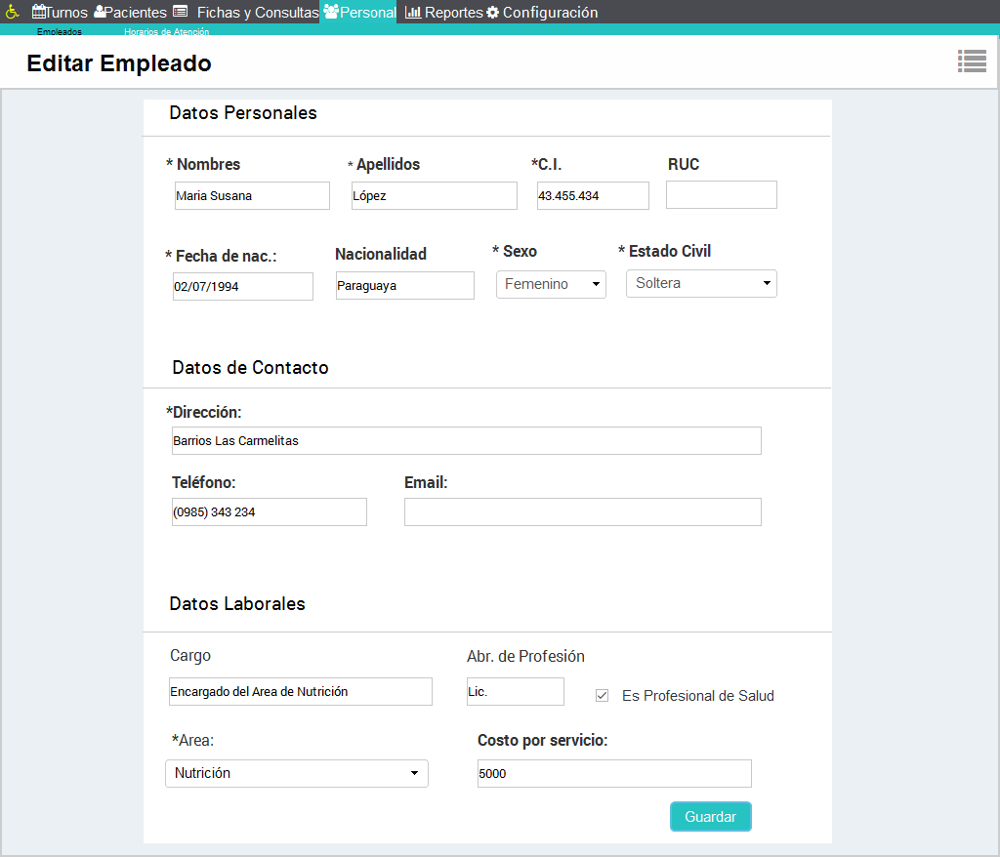 Turnos Pacientes Fichas y Consultas Personal Reportes Configuración
Empleados Horarios de Atención
Editar Empleado
Datos Personales
* Nombres * Apellidos *C.I. RUC
Maria Susana López 43.455.434
* Fecha de nac.: Nacionalidad * Sexo * Estado Civil
02/07/1994 Paraguaya Femenino Soltera
Datos de Contacto
*Dirección:
Barrios Las Carmelitas
Teléfono: Email:
(0985) 343 234
Datos Laborales
Cargo Abr. de Profesión
Encargado del Area de Nutrición Lic. Es Profesional de Salud
*Area: Costo por servicio:
Nutrición 5000
Guardar